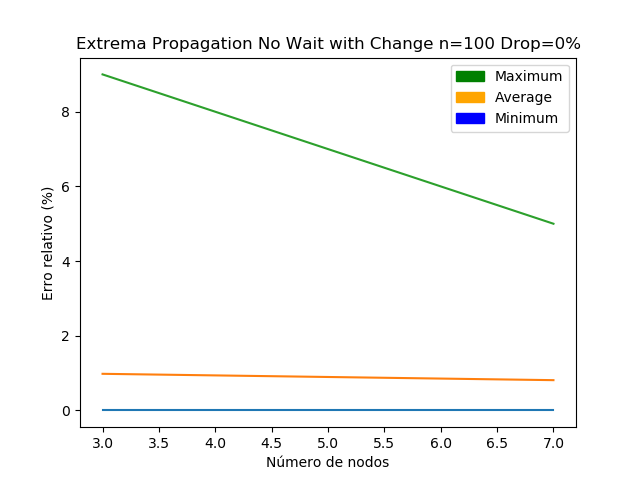 Extrema Propagation No Wait with Change n=100 Drop=0%
Maximum
Average
Minimum
Erro relativo (%)
8
6
4
2
0
3.0 3.5 4.0 4.5 5.0 5.5 6.0 6.5 7.0
Número de nodos